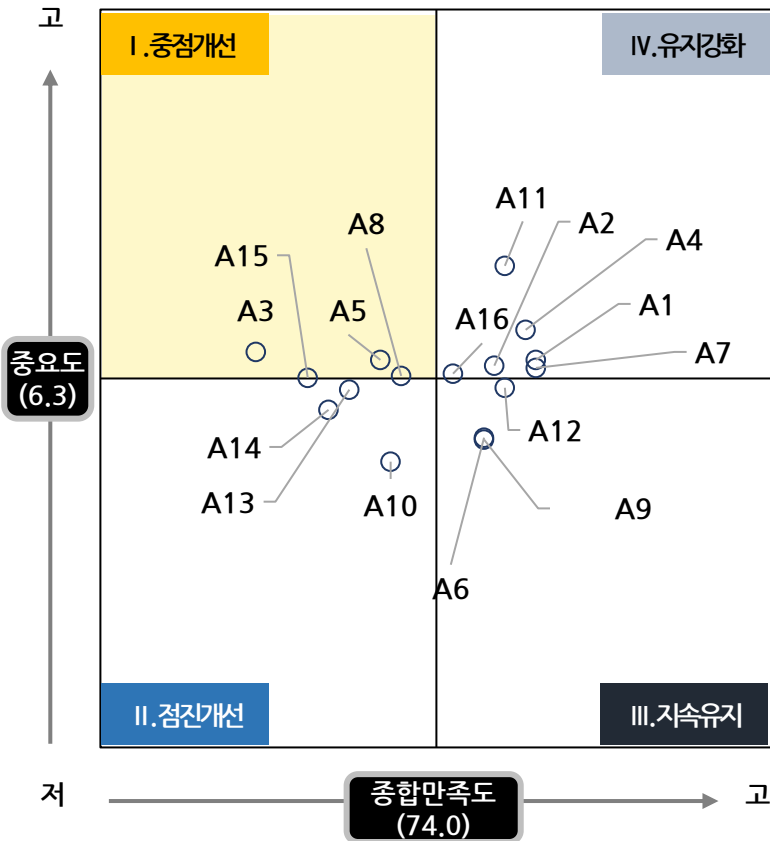 고
Ⅰ.중점개선
Ⅳ.유지강화
A11
A8
A2
A4
A15
A3
A5
A16
A1
A7
중요도
(6.3)
A12
A14
A13
A10
A9
A6
Ⅱ.점진개선
Ⅲ.지속유지
저
종합만족도
(74.0)
고